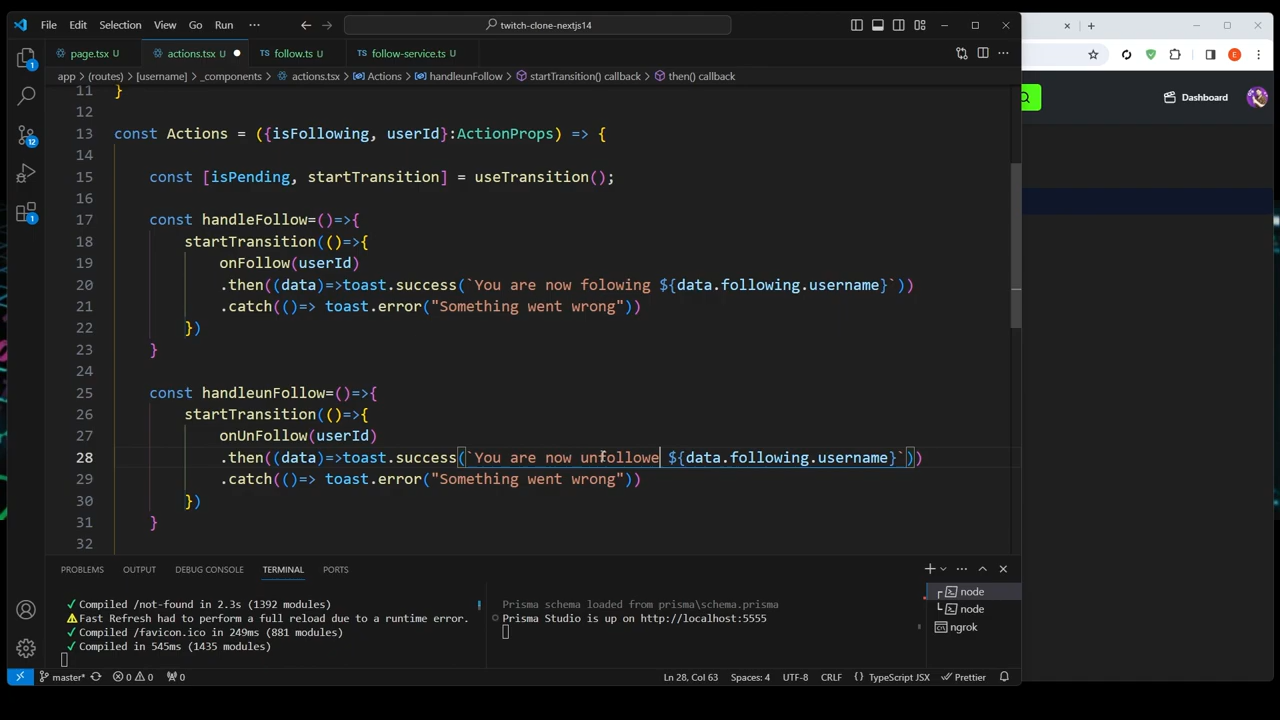 File Edit Selection View Go Run ··· twitch-clone-nextjs14
page.tsx U actions.tsx U follow.ts U follow-service.ts U
app > (routes) > [username] > _components > actions.tsx > Actions > handleunFollow > startTransition() callback > then() callback
Dashboard
11 }
12
13 const Actions = ({isFollowing, userId}:ActionProps) => {
14
15 const [isPending, startTransition] = useTransition();
16
17 const handleFollow=()=>{
18 startTransition(()=>{
19 onFollow(userId)
20 .then((data)=>toast.success(`You are now folowing ${data.following.username}`))
21 .catch(()=> toast.error("Something went wrong"))
22 })
23 }
24
25 const handleunFollow=()=>{
26 startTransition(()=>{
27 onUnFollow(userId)
28 .then((data)=>toast.success(`You are now unfollowe ${data.following.username}`))
29 .catch(()=> toast.error("Something went wrong"))
30 })
31 }
32
PROBLEMS OUTPUT DEBUG CONSOLE TERMINAL PORTS
✓ Compiled /not-found in 2.3s (1392 modules)
⚠ Fast Refresh had to perform a full reload due to a runtime error.
✓ Compiled /favicon.ico in 249ms (881 modules)
✓ Compiled in 545ms (1435 modules)
Prisma schema loaded from prisma\schema.prisma
Prisma Studio is up on http://localhost:5555
node
node
ngrok
1
12
1
E
master* 0 0 0 Ln 28, Col 63 Spaces: 4 UTF-8 CRLF {} TypeScript JSX Prettier